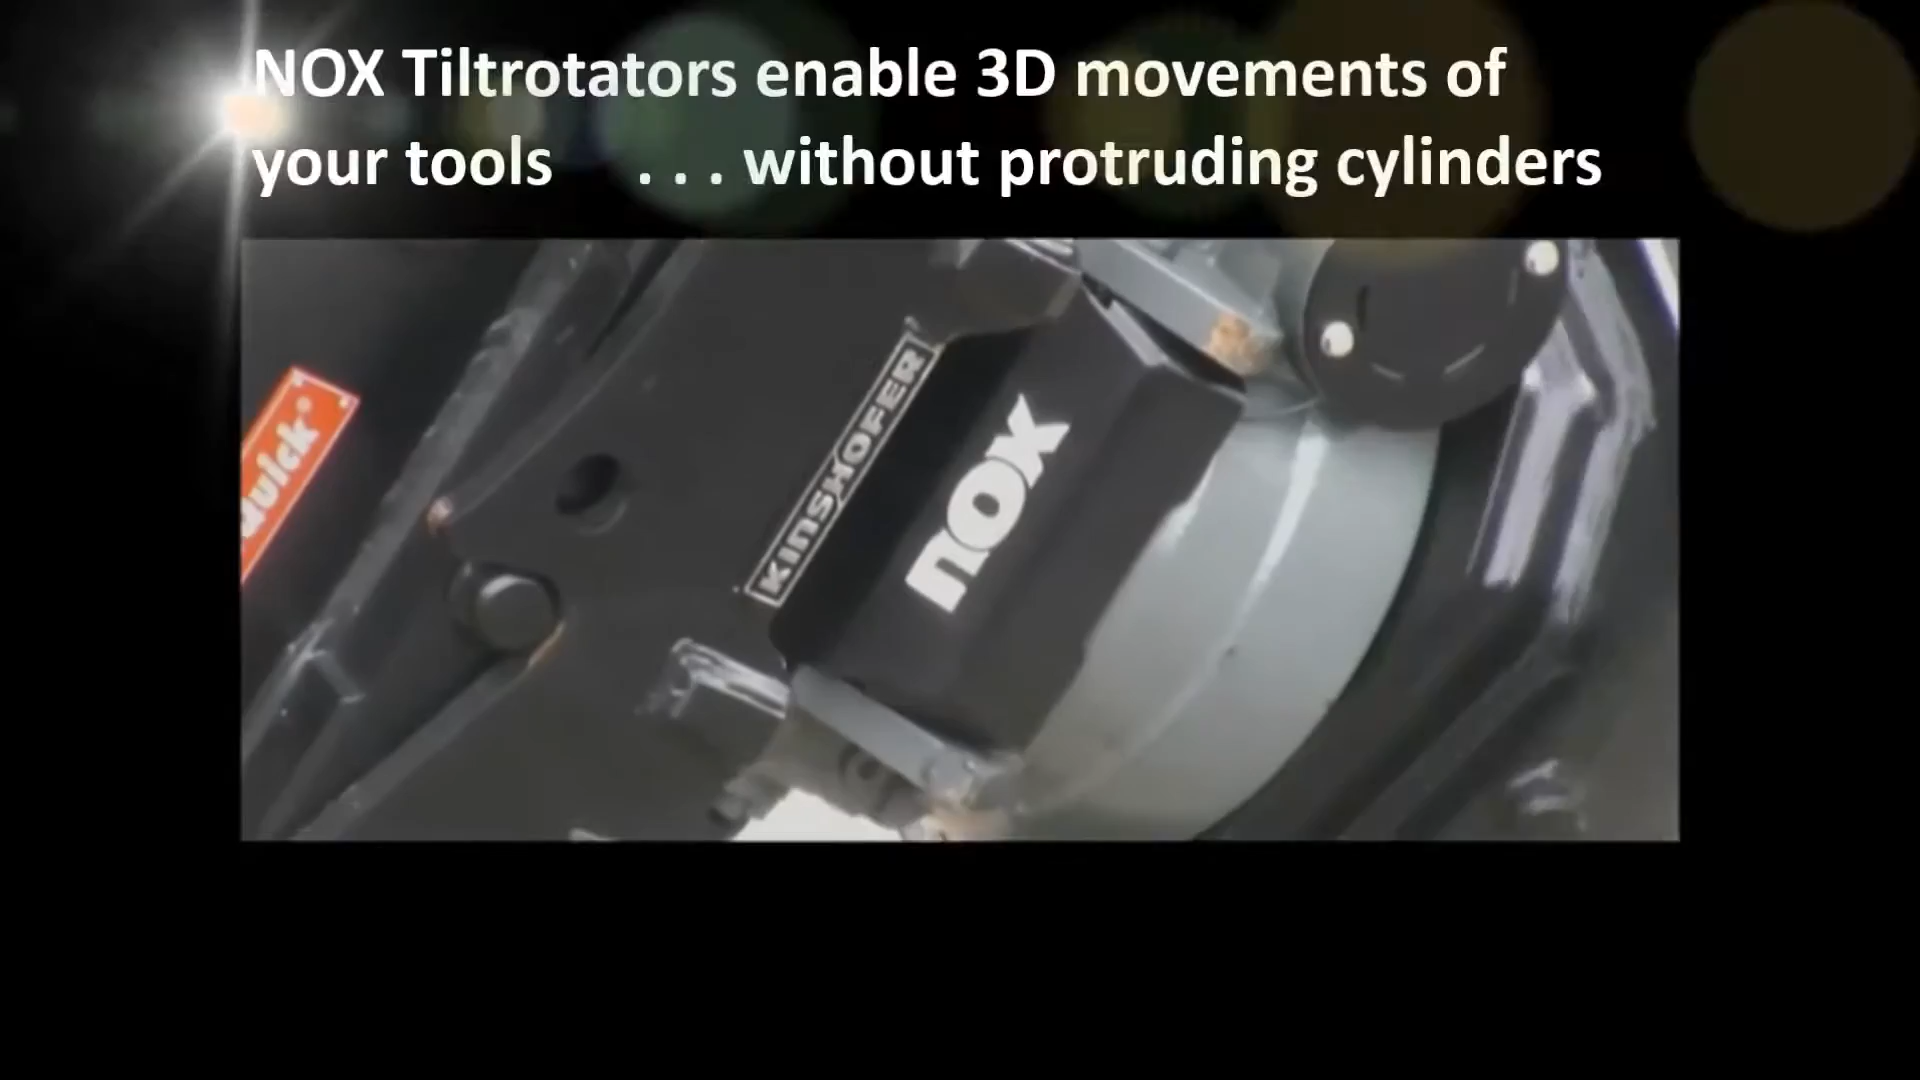 NOX Tiltrotators enable 3D movements of
your tools . . . without protruding cylinders
KINSHOFER
nox
Quick®